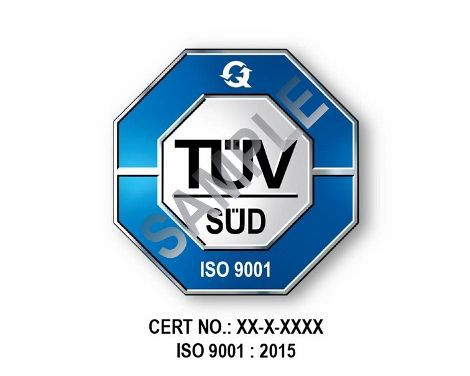 TÜV
SÜD
SAMPLE
ISO 9001
CERT NO.: XX-X-XXXX
ISO 9001 : 2015